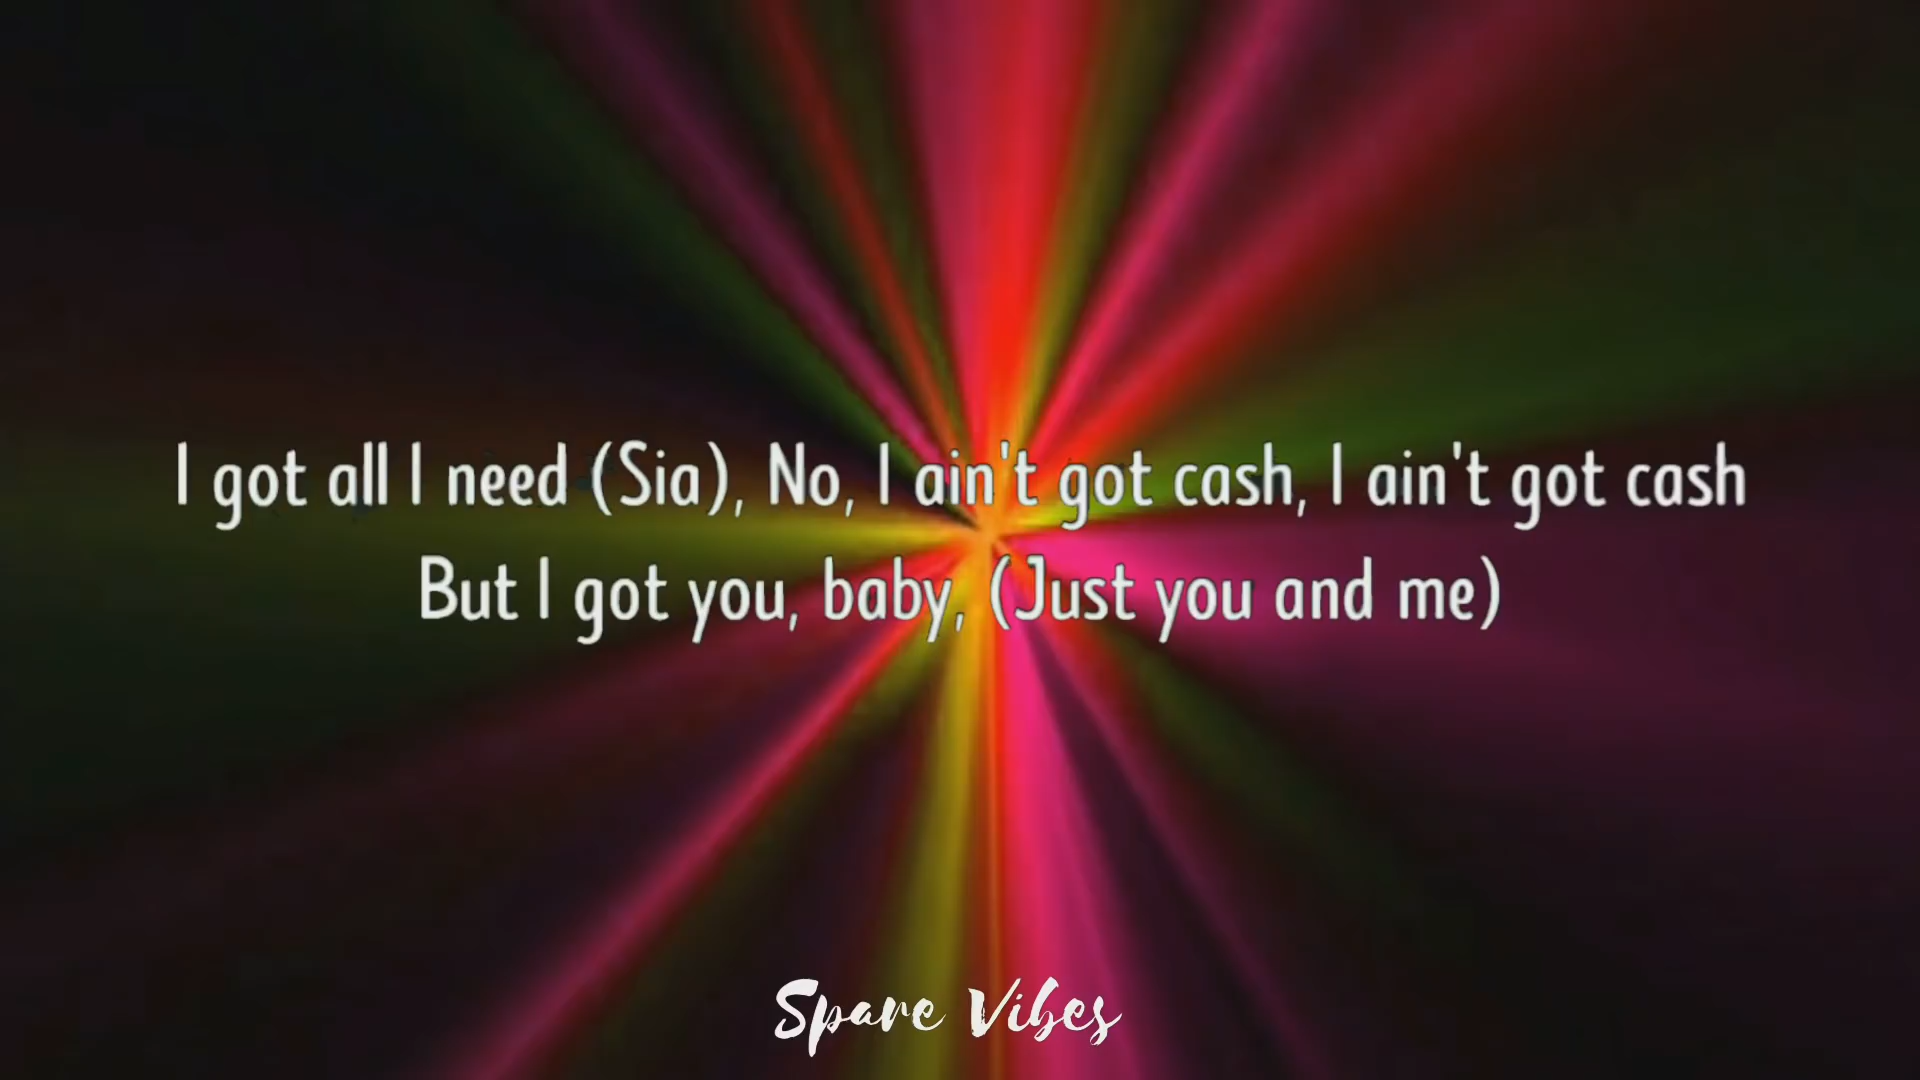 I got all I need (Sia), No, I ain't got cash, I ain't got cash
But I got you, baby, (Just you and me)
Spare Vibes